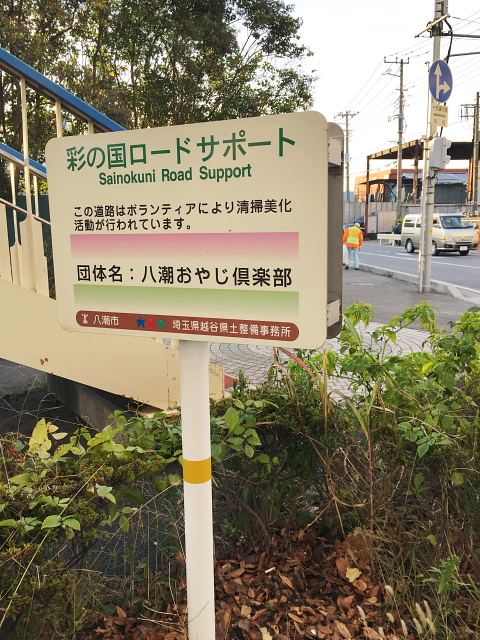 彩の国ロードサポート
Sainokuni Road Support
この道路はボランティアにより清掃美化
活動が行われています。
団体名：八潮おやじ倶楽部
八潮市 埼玉県越谷県土整備事務所